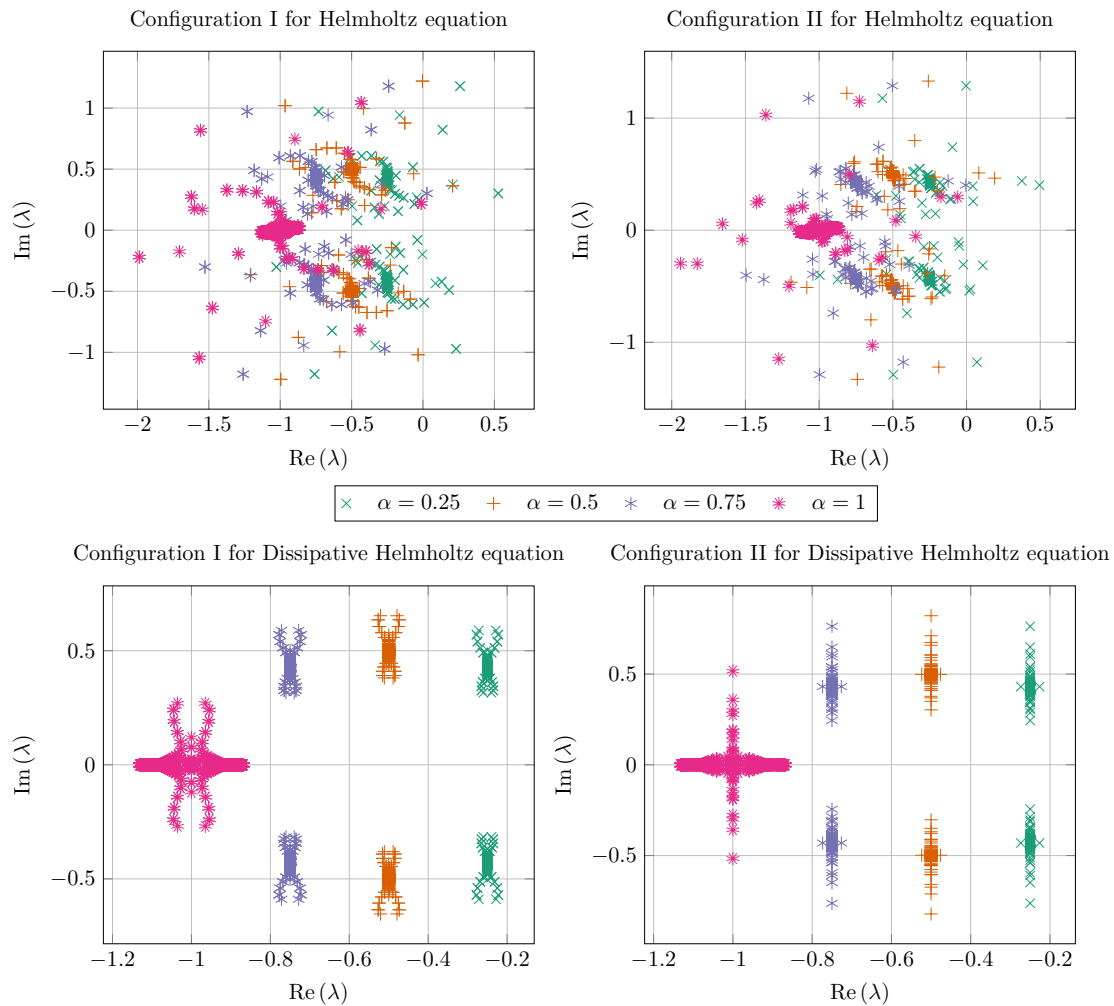 Configuration I for Helmholtz equation
Configuration II for Helmholtz equation
1
0.5
0
−0.5
−1
Im (λ)
−2
−1.5
−1
−0.5
0
0.5
Re (λ)
1
0
−1
Im (λ)
−2
−1.5
−1
−0.5
0
0.5
Re (λ)
α = 0.25
α = 0.5
α = 0.75
α = 1
Configuration I for Dissipative Helmholtz equation
Configuration II for Dissipative Helmholtz equation
0.5
0
−0.5
Im (λ)
−1.2
−1
−0.8
−0.6
−0.4
−0.2
Re (λ)
0.5
0
−0.5
Im (λ)
−1.2
−1
−0.8
−0.6
−0.4
−0.2
Re (λ)